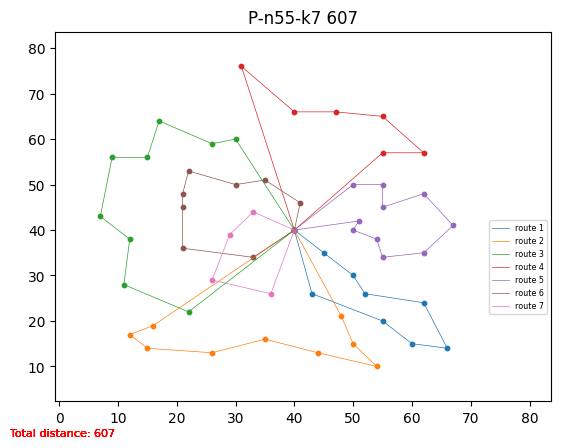 P-n55-k7 607
80
70
60
50
40
30
20
10
0 10 20 30 40 50 60 70 80
route 1
route 2
route 3
route 4
route 5
route 6
route 7
Total distance: 607